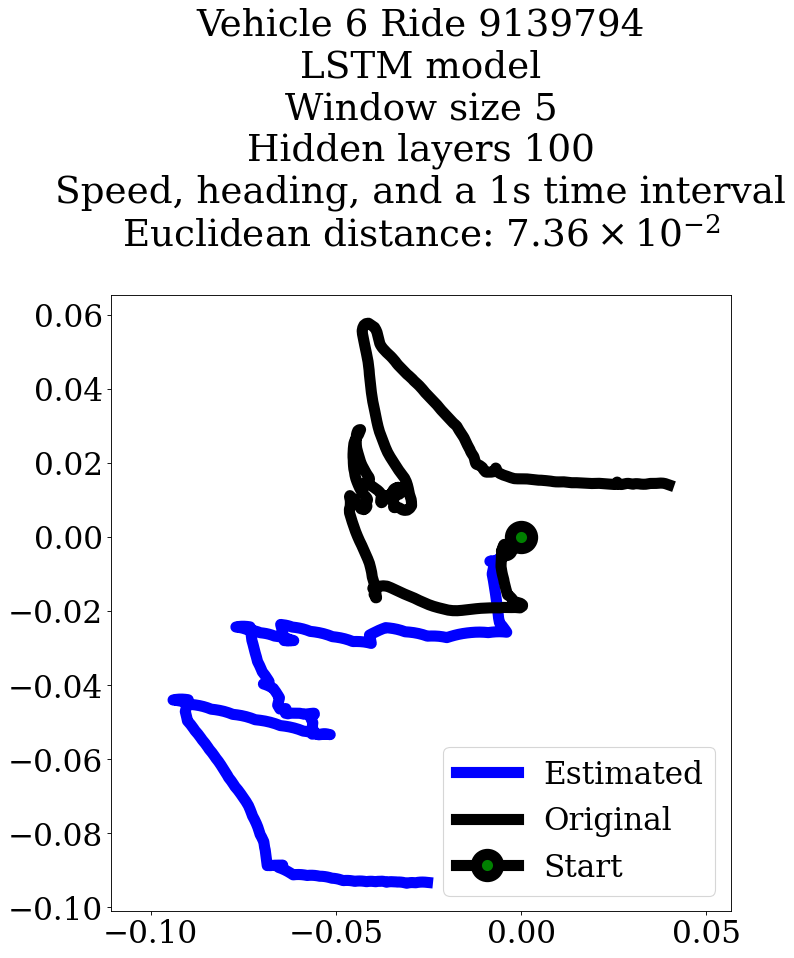 Vehicle 6 Ride 9139794
LSTM model
Window size 5
Hidden layers 100
Speed, heading, and a 1s time interval
Euclidean distance: 7.36 × 10⁻²
0.06
0.04
0.02
0.00
−0.02
−0.04
−0.06
−0.08
−0.10
Estimated
Original
Start
−0.10 −0.05 0.00 0.05